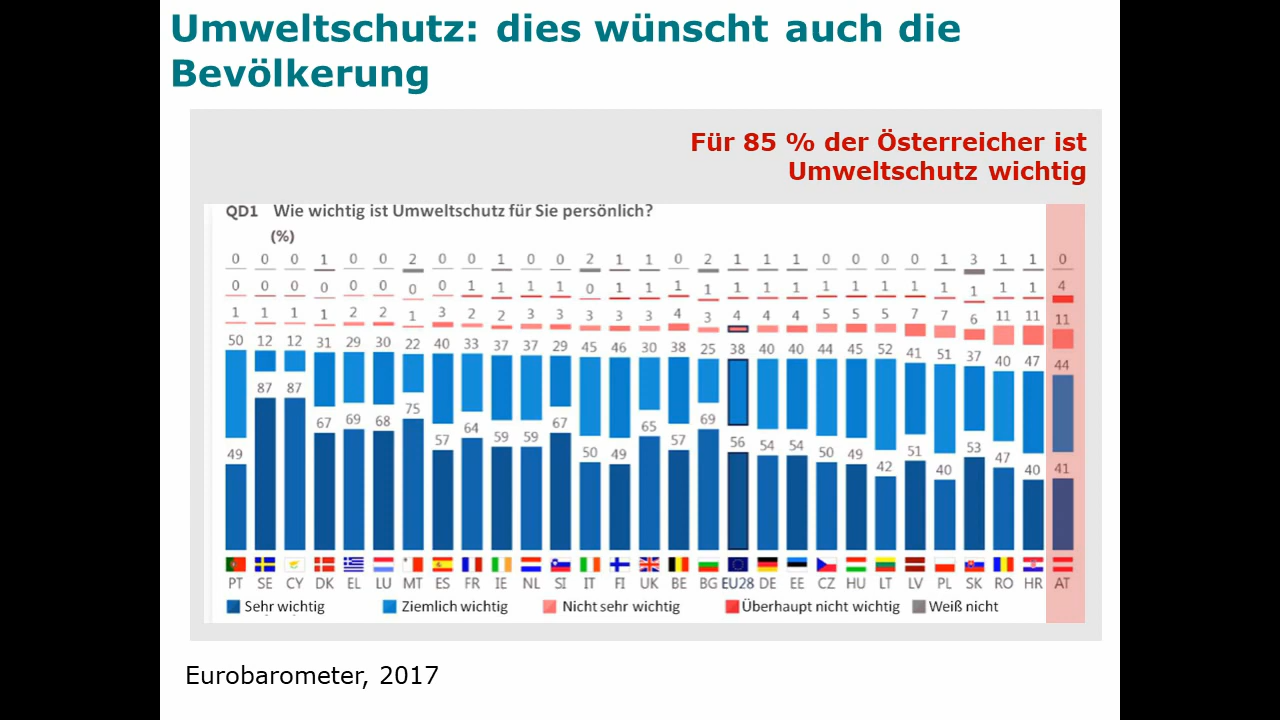 Umweltschutz: dies wünscht auch die
Bevölkerung
Für 85 % der Österreicher ist
Umweltschutz wichtig
QD1 Wie wichtig ist Umweltschutz für Sie persönlich?
(%)
0 0 0 1 0 0 2 0 0 1 0 0 2 1 1 0 2 1 1 1 0 0 0 0 1 3 1 1 0
0 0 0 0 0 0 0 0 1 1 1 1 0 1 1 1 1 1 1 1 1 1 1 1 1 1 1 1 4
1 1 1 1 2 2 1 3 2 2 3 3 3 3 3 4 3 4 4 4 5 5 5 7 7 6 11 11 11
50 12 12 31 29 30 22 40 33 37 37 29 45 46 30 38 25 38 40 40 44 45 52 41 51 37 40 47 44
49 87 87 67 69 68 75 57 64 59 59 67 50 49 65 57 69 56 54 54 50 49 42 51 40 53 47 40 41
PT SE CY DK EL LU MT ES FR IE NL SI IT FI UK BE BG EU28 DE EE CZ HU LT LV PL SK RO HR AT
Sehr wichtig Ziemlich wichtig Nicht sehr wichtig Überhaupt nicht wichtig Weiß nicht
Eurobarometer, 2017